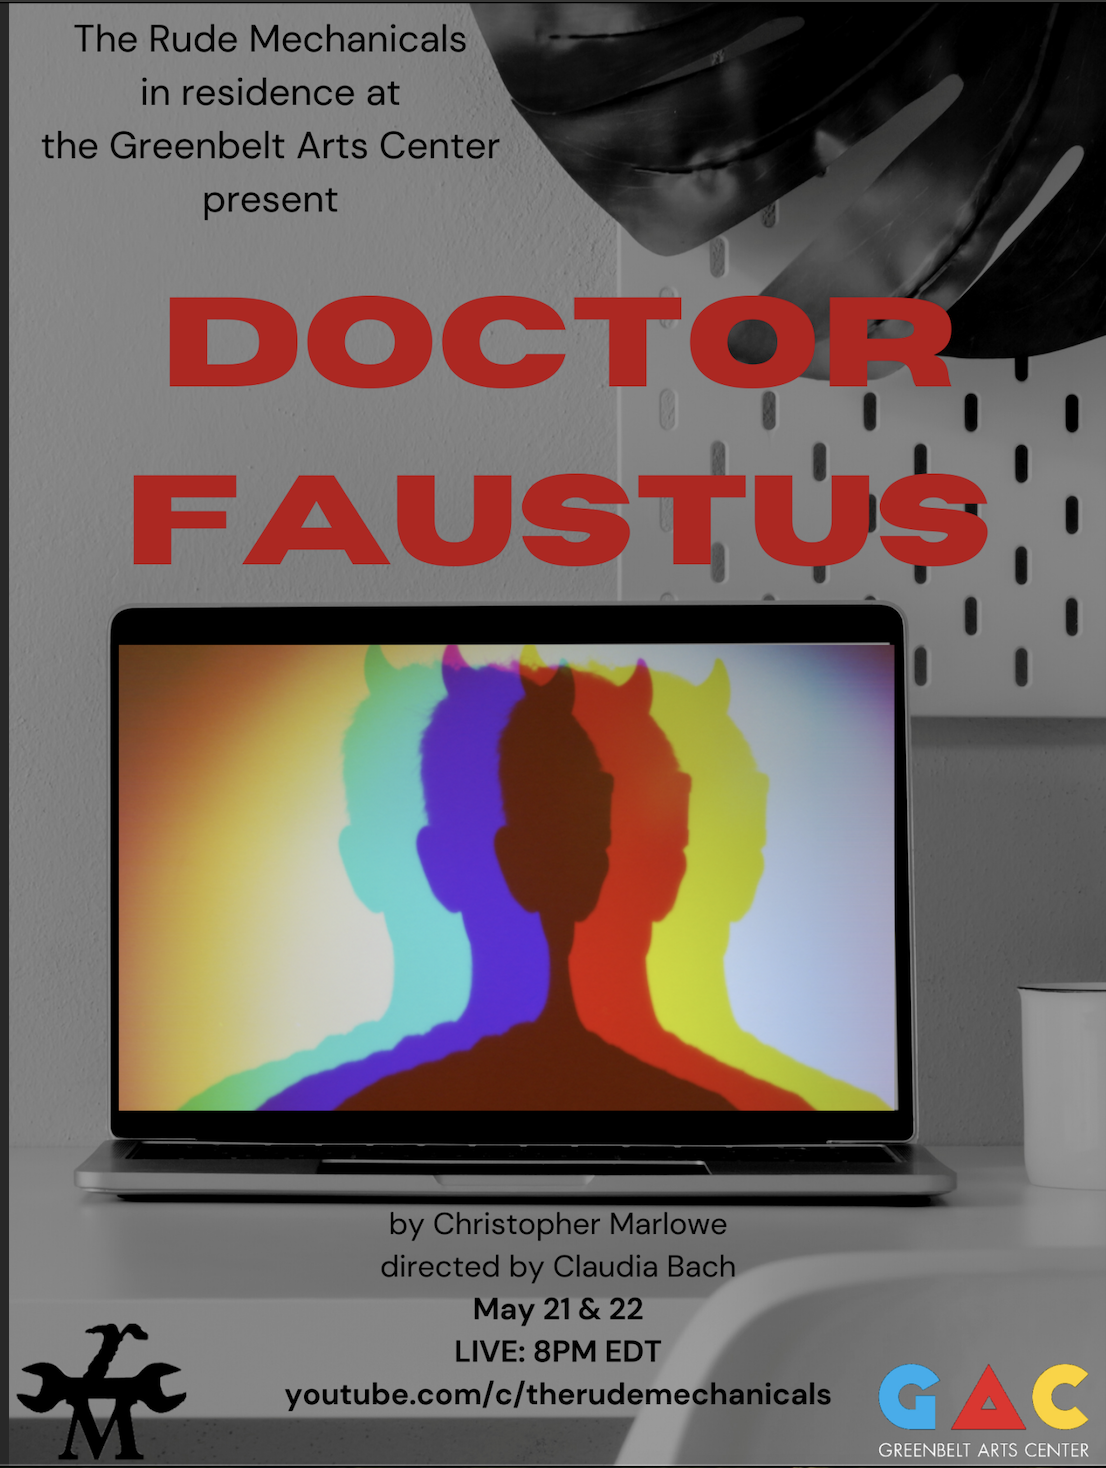 The Rude Mechanicals
in residence at
the Greenbelt Arts Center
present
DOCTOR
FAUSTUS
by Christopher Marlowe
directed by Claudia Bach
May 21 & 22
LIVE: 8PM EDT
youtube.com/c/therudemechanicals
M
GAC
GREENBELT ARTS CENTER